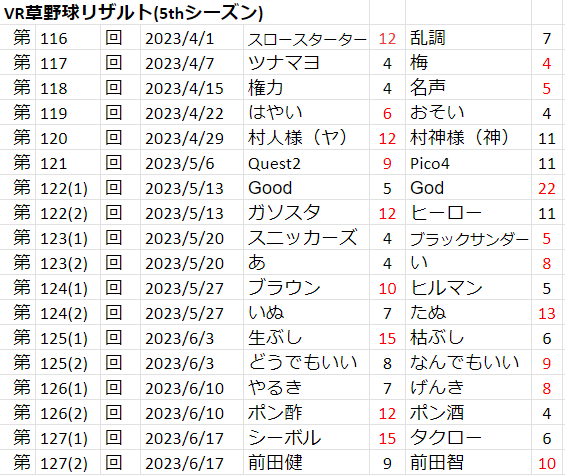 VR草野球リザルト(5thシーズン)
第 116 回 2023/4/1 スロースターター 12 乱調 7
第 117 回 2023/4/7 ツナマヨ 4 梅 4
第 118 回 2023/4/15 権力 4 名声 5
第 119 回 2023/4/22 はやい 6 おそい 4
第 120 回 2023/4/29 村人様（ヤ） 12 村神様（神） 11
第 121 回 2023/5/6 Quest2 9 Pico4 11
第 122(1) 回 2023/5/13 Good 5 God 22
第 122(2) 回 2023/5/13 ガソスタ 12 ヒーロー 11
第 123(1) 回 2023/5/20 スニッカーズ 4 ブラックサンダー 5
第 123(2) 回 2023/5/20 あ 4 い 8
第 124(1) 回 2023/5/27 ブラウン 10 ヒルマン 5
第 124(2) 回 2023/5/27 いぬ 7 たぬ 13
第 125(1) 回 2023/6/3 生ぶし 15 枯ぶし 6
第 125(2) 回 2023/6/3 どうでもいい 8 なんでもいい 9
第 126(1) 回 2023/6/10 やるき 7 げんき 8
第 126(2) 回 2023/6/10 ポン酢 12 ポン酒 4
第 127(1) 回 2023/6/17 シーボル 15 タクロー 6
第 127(2) 回 2023/6/17 前田健 9 前田智 10